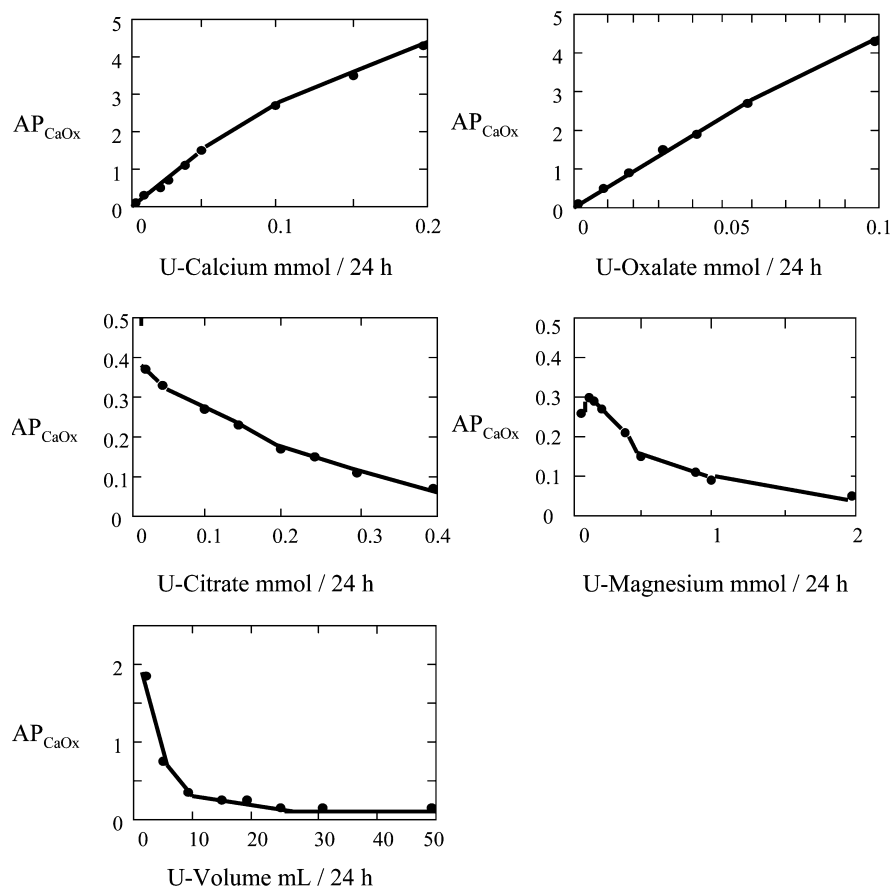 5
4
3
2
1
0
AP CaOx
0 0.1 0.2
U-Calcium mmol / 24 h
5
4
3
2
1
0
AP CaOx
0 0.05 0.1
U-Oxalate mmol / 24 h
0.5
0.4
0.3
0.2
0.1
0
AP CaOx
0 0.1 0.2 0.3 0.4
U-Citrate mmol / 24 h
0.5
0.4
0.3
0.2
0.1
0
AP CaOx
0 1 2
U-Magnesium mmol / 24 h
2
1
0
AP CaOx
0 10 20 30 40 50
U-Volume mL / 24 h